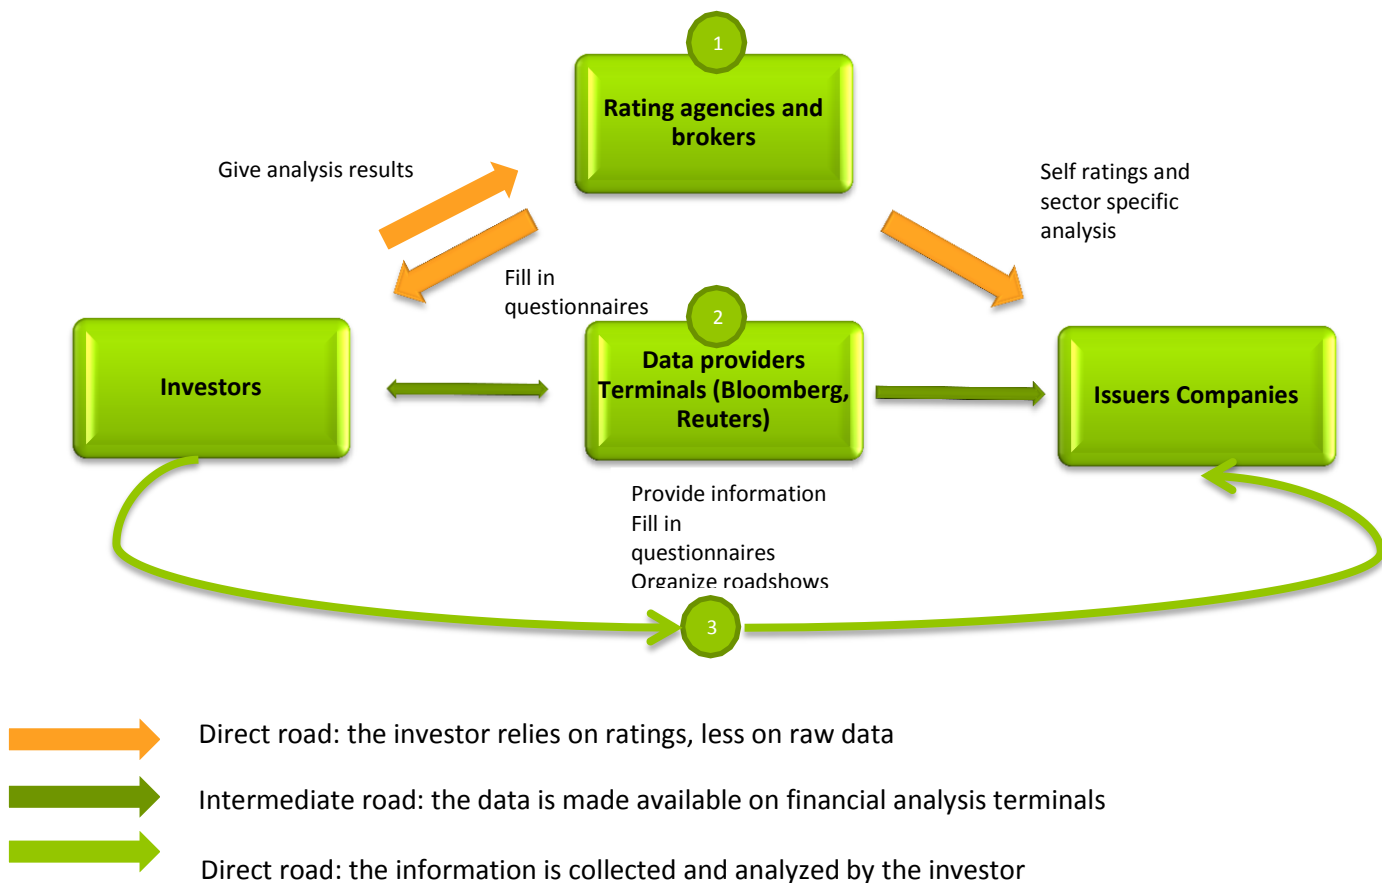 1
Rating agencies and
brokers
Give analysis results
Self ratings and
sector specific
analysis
Fill in
questionnaires
2
Investors
Data providers
Terminals (Bloomberg,
Reuters)
Issuers Companies
Provide information
Fill in
questionnaires
Organize roadshows
3
Direct road: the investor relies on ratings, less on raw data
Intermediate road: the data is made available on financial analysis terminals
Direct road: the information is collected and analyzed by the investor